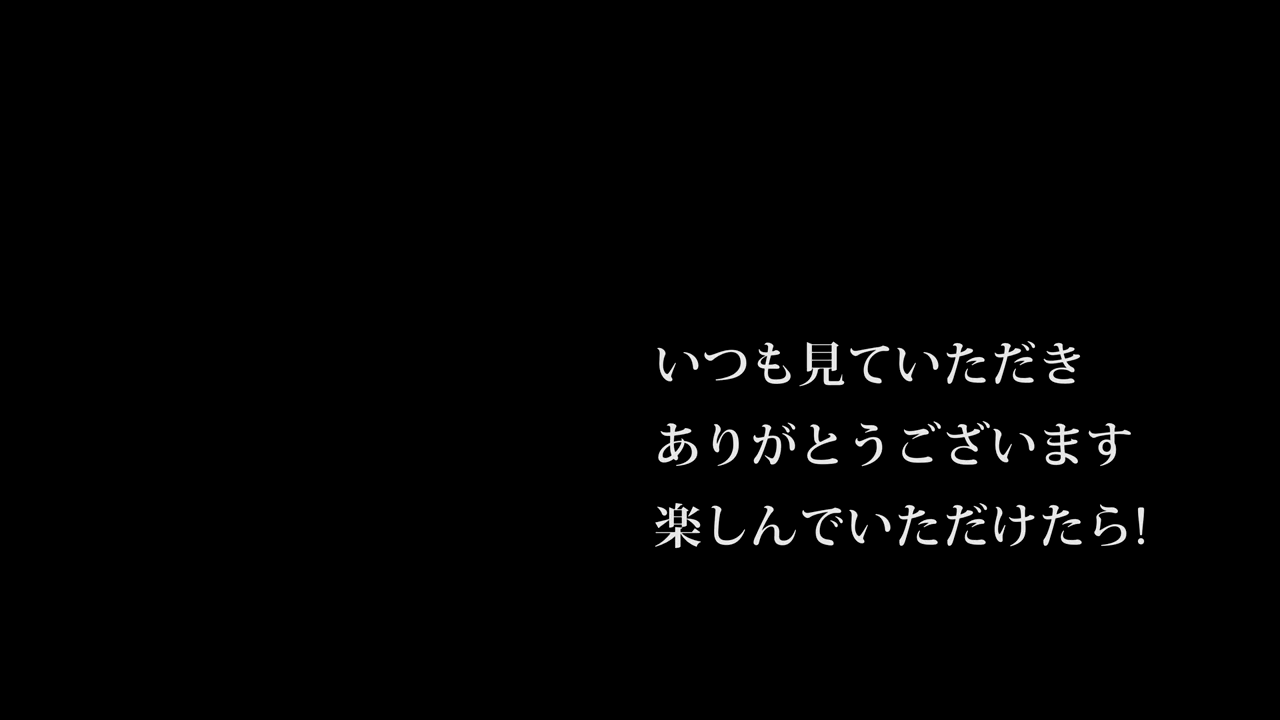 いつも見ていただき
ありがとうございます
楽しんでいただけたら!